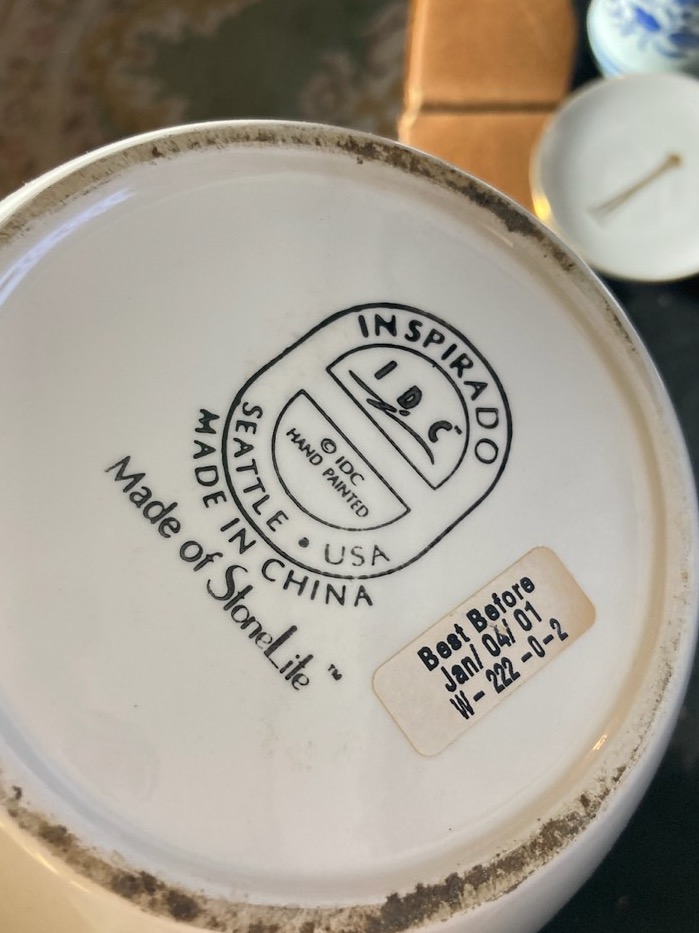 INSPIRADO
IDC
© IDC
HAND PAINTED
SEATTLE • USA
MADE IN CHINA
Made of StoneLite™
Best Before
Jan/ 04/ 01
W- 222 -0-2